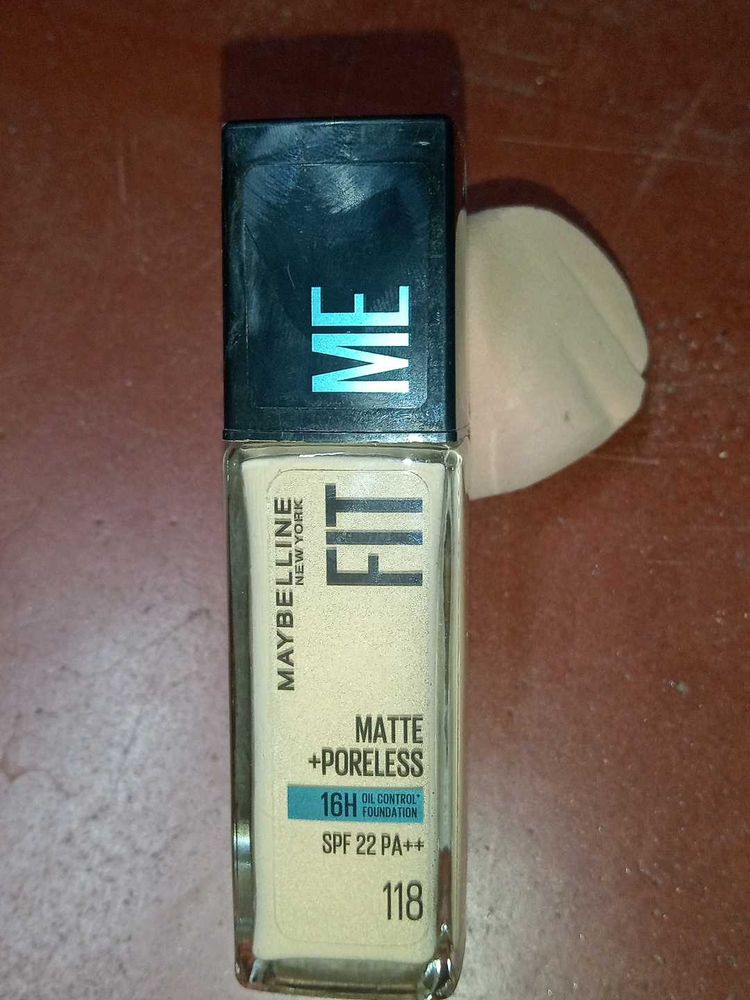 ME
FIT
MAYBELLINE
NEW YORK
MATTE
+PORELESS
16H OIL CONTROL*
FOUNDATION
SPF 22 PA++
118